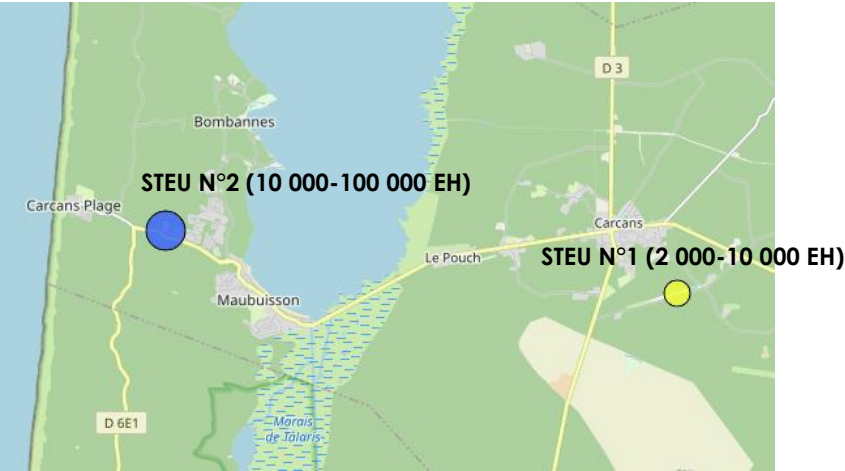 D 3
Bombannes
STEU N°2 (10 000-100 000 EH)
Carcans Plage
Carcans
Le Pouch
STEU N°1 (2 000-10 000 EH)
Maubuisson
D 6E1
Marais
de Talaris